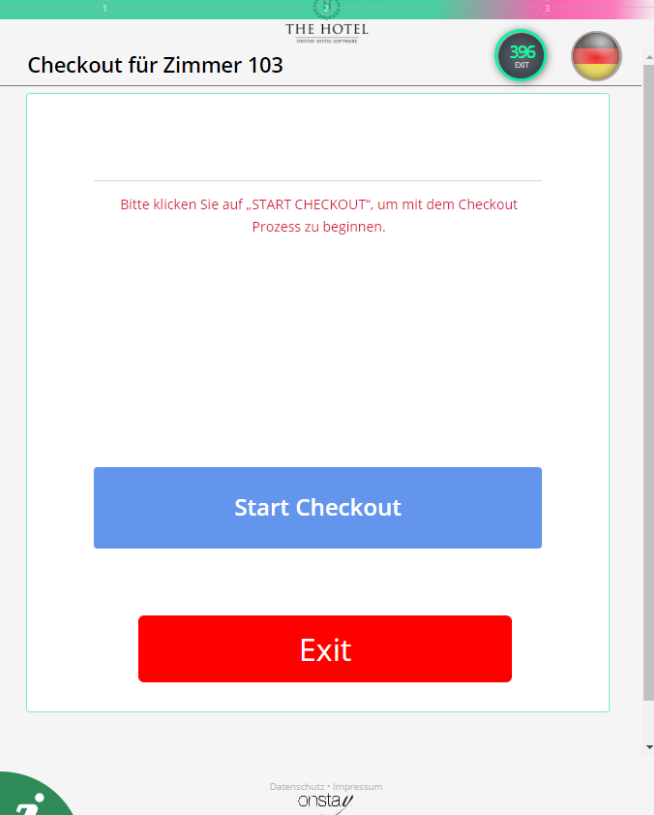 1
2
3
THE HOTEL
ONSTAY HOTEL SOFTWARE
Checkout für Zimmer 103
396
EXIT
Bitte klicken Sie auf „START CHECKOUT“, um mit dem Checkout
Prozess zu beginnen.
Start Checkout
Exit
Datenschutz • Impressum
onstay
i